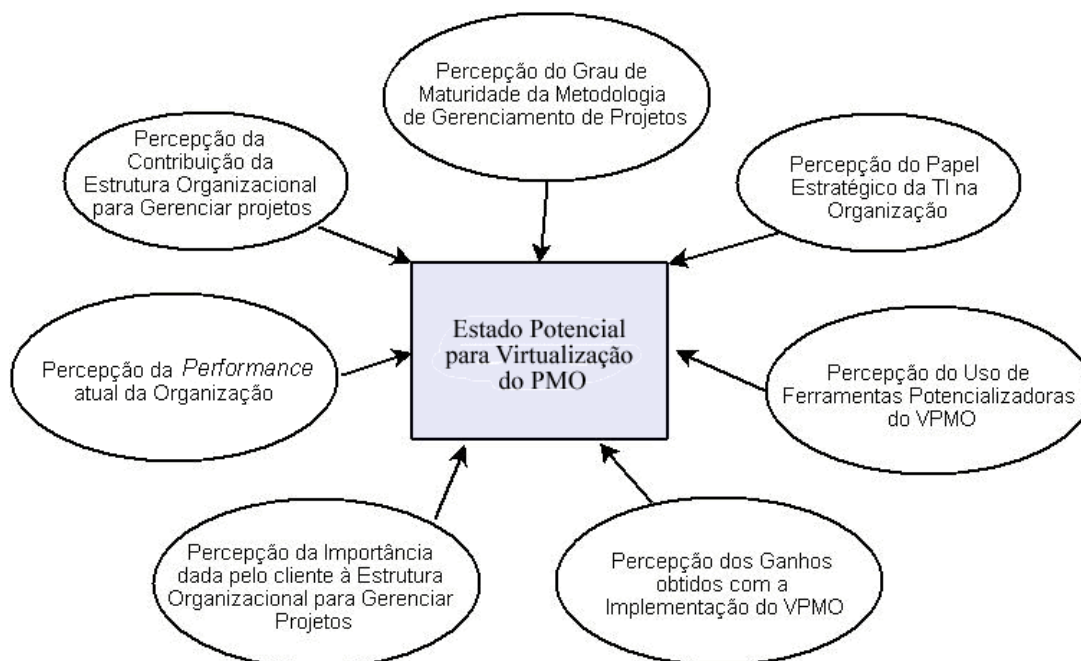 Percepção do Grau de
Maturidade da Metodologia
de Gerenciamento de Projetos
Percepção da
Contribuição da
Estrutura Organizacional
para Gerenciar projetos
Percepção do Papel
Estratégico da TI na
Organização
Estado Potencial
para Virtualização
do PMO
Percepção da Performance
atual da Organização
Percepção do Uso de
Ferramentas Potencializadoras
do VPMO
Percepção da Importância
dada pelo cliente à Estrutura
Organizacional para Gerenciar
Projetos
Percepção dos Ganhos
obtidos com a
Implementação do VPMO